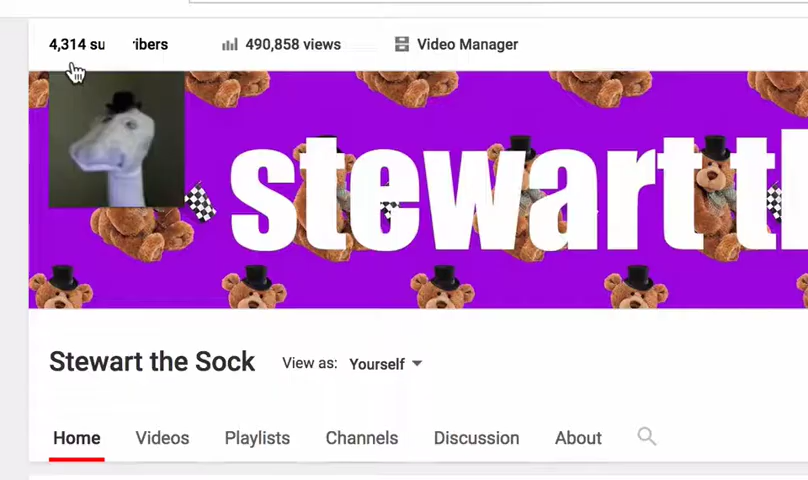 4,314 su ribers 490,858 views Video Manager
stewart t
Stewart the Sock View as: Yourself
Home Videos Playlists Channels Discussion About